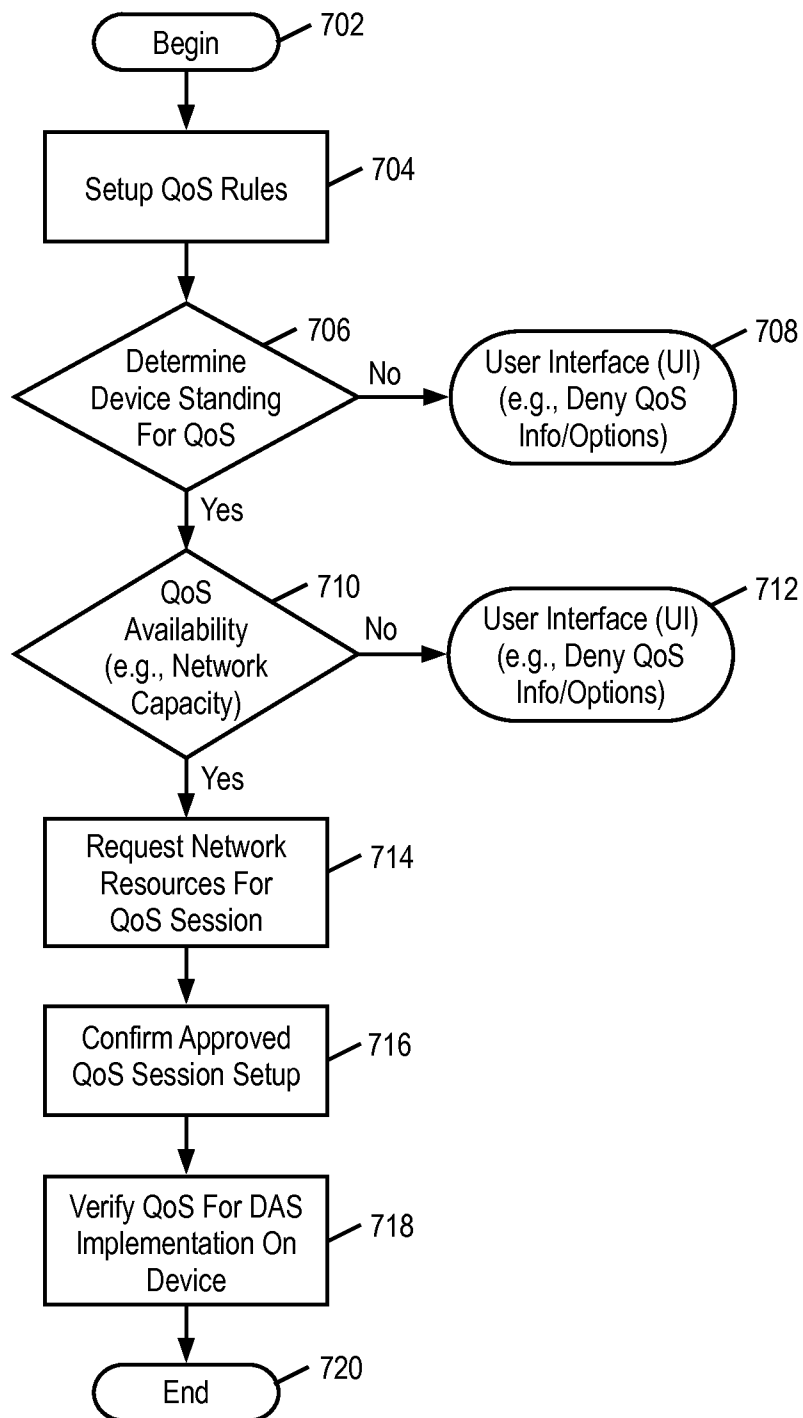 Begin
702
Setup QoS Rules
704
Determine
Device Standing
For QoS
706
No
User Interface (UI)
(e.g., Deny QoS
Info/Options)
708
Yes
QoS
Availability
(e.g., Network
Capacity)
710
No
User Interface (UI)
(e.g., Deny QoS
Info/Options)
712
Yes
Request Network
Resources For
QoS Session
714
Confirm Approved
QoS Session Setup
716
Verify QoS For DAS
Implementation On
Device
718
End
720